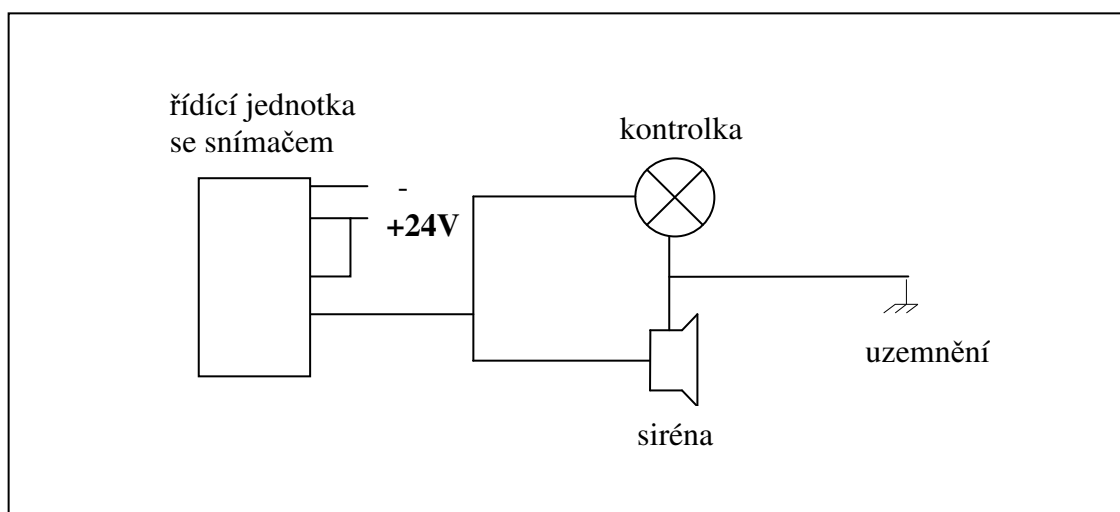 řídící jednotka
se snímačem
kontrolka
-
+24V
uzemnění
siréna